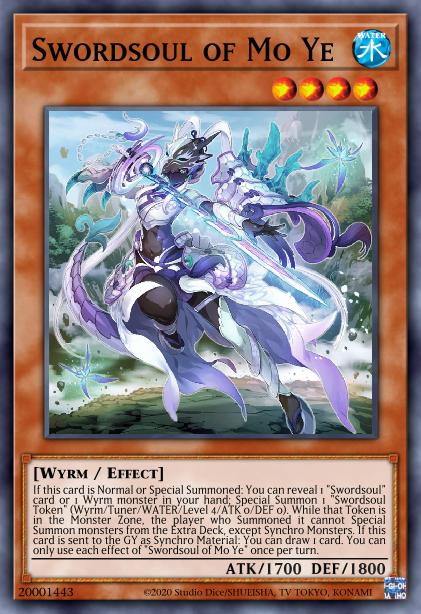 Swordsoul of Mo Ye
WATER
水
[Wyrm / Effect]
If this card is Normal or Special Summoned: You can reveal 1 "Swordsoul"
card or 1 Wyrm monster in your hand; Special Summon 1 "Swordsoul
Token" (Wyrm/Tuner/WATER/Level 4/ATK 0/DEF 0). While that Token is
in the Monster Zone, the player who Summoned it cannot Special
Summon monsters from the Extra Deck, except Synchro Monsters. If this
card is sent to the GY as Synchro Material: You can draw 1 card. You can
only use each effect of "Swordsoul of Mo Ye" once per turn.
ATK/1700 DEF/1800
20001443
©2020 Studio Dice/SHUEISHA, TV TOKYO, KONAMI